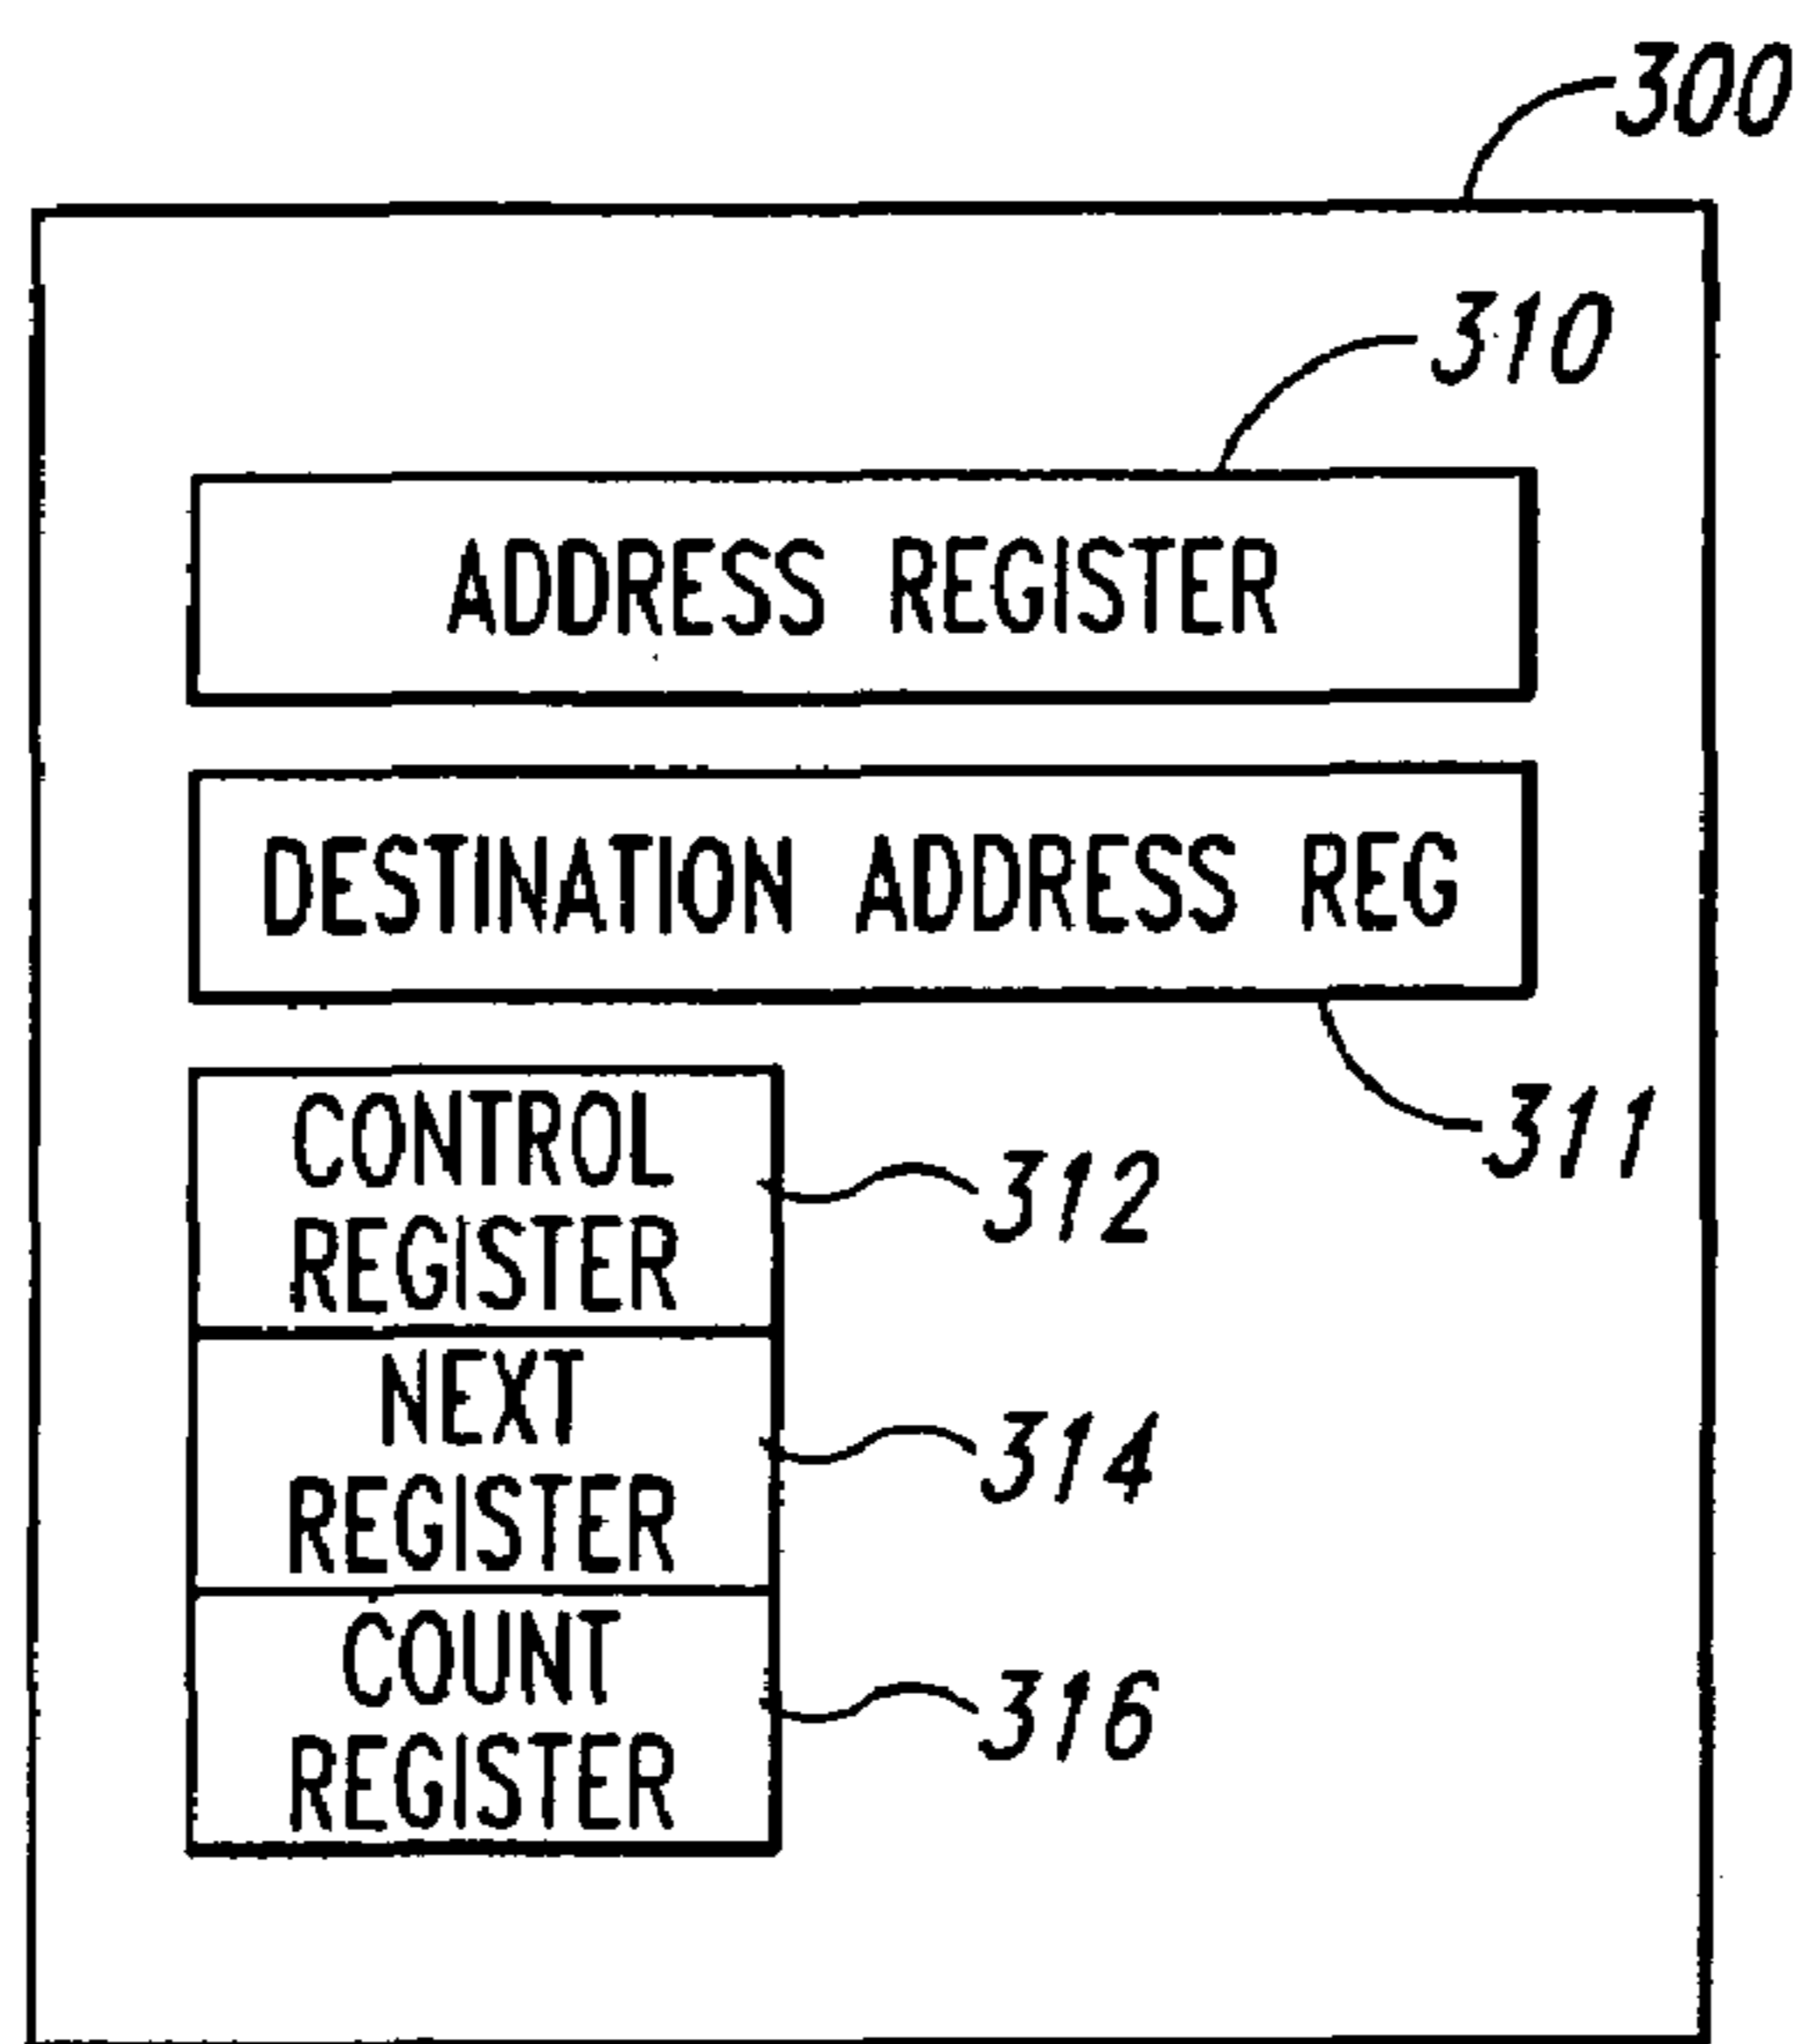 300
310
ADDRESS REGISTER
DESTINATION ADDRESS REG
311
CONTROL
REGISTER
312
NEXT
REGISTER
314
COUNT
REGISTER
316